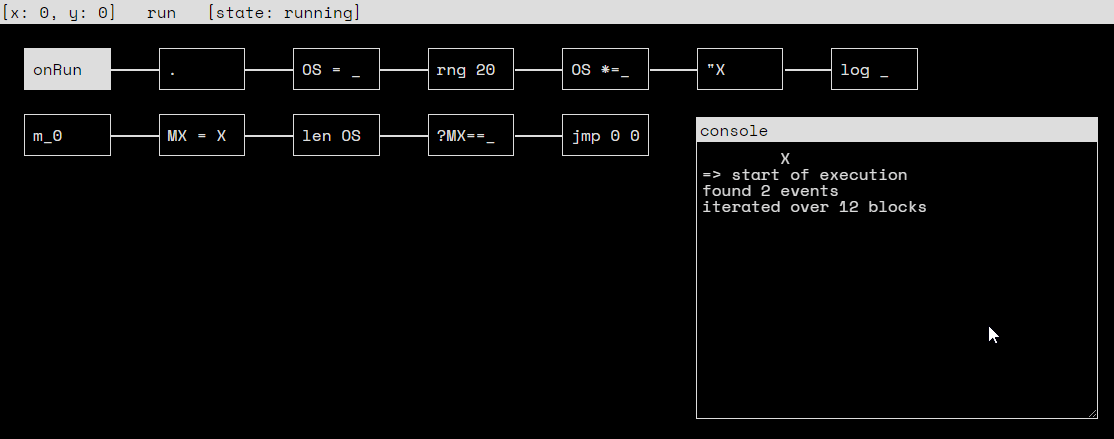 [x: 0, y: 0] run [state: running]
onRun . OS = _ rng 20 OS *=_ "X log _
m_0 MX = X len OS ?MX==_ jmp 0 0
console
X
=> start of execution
found 2 events
iterated over 12 blocks